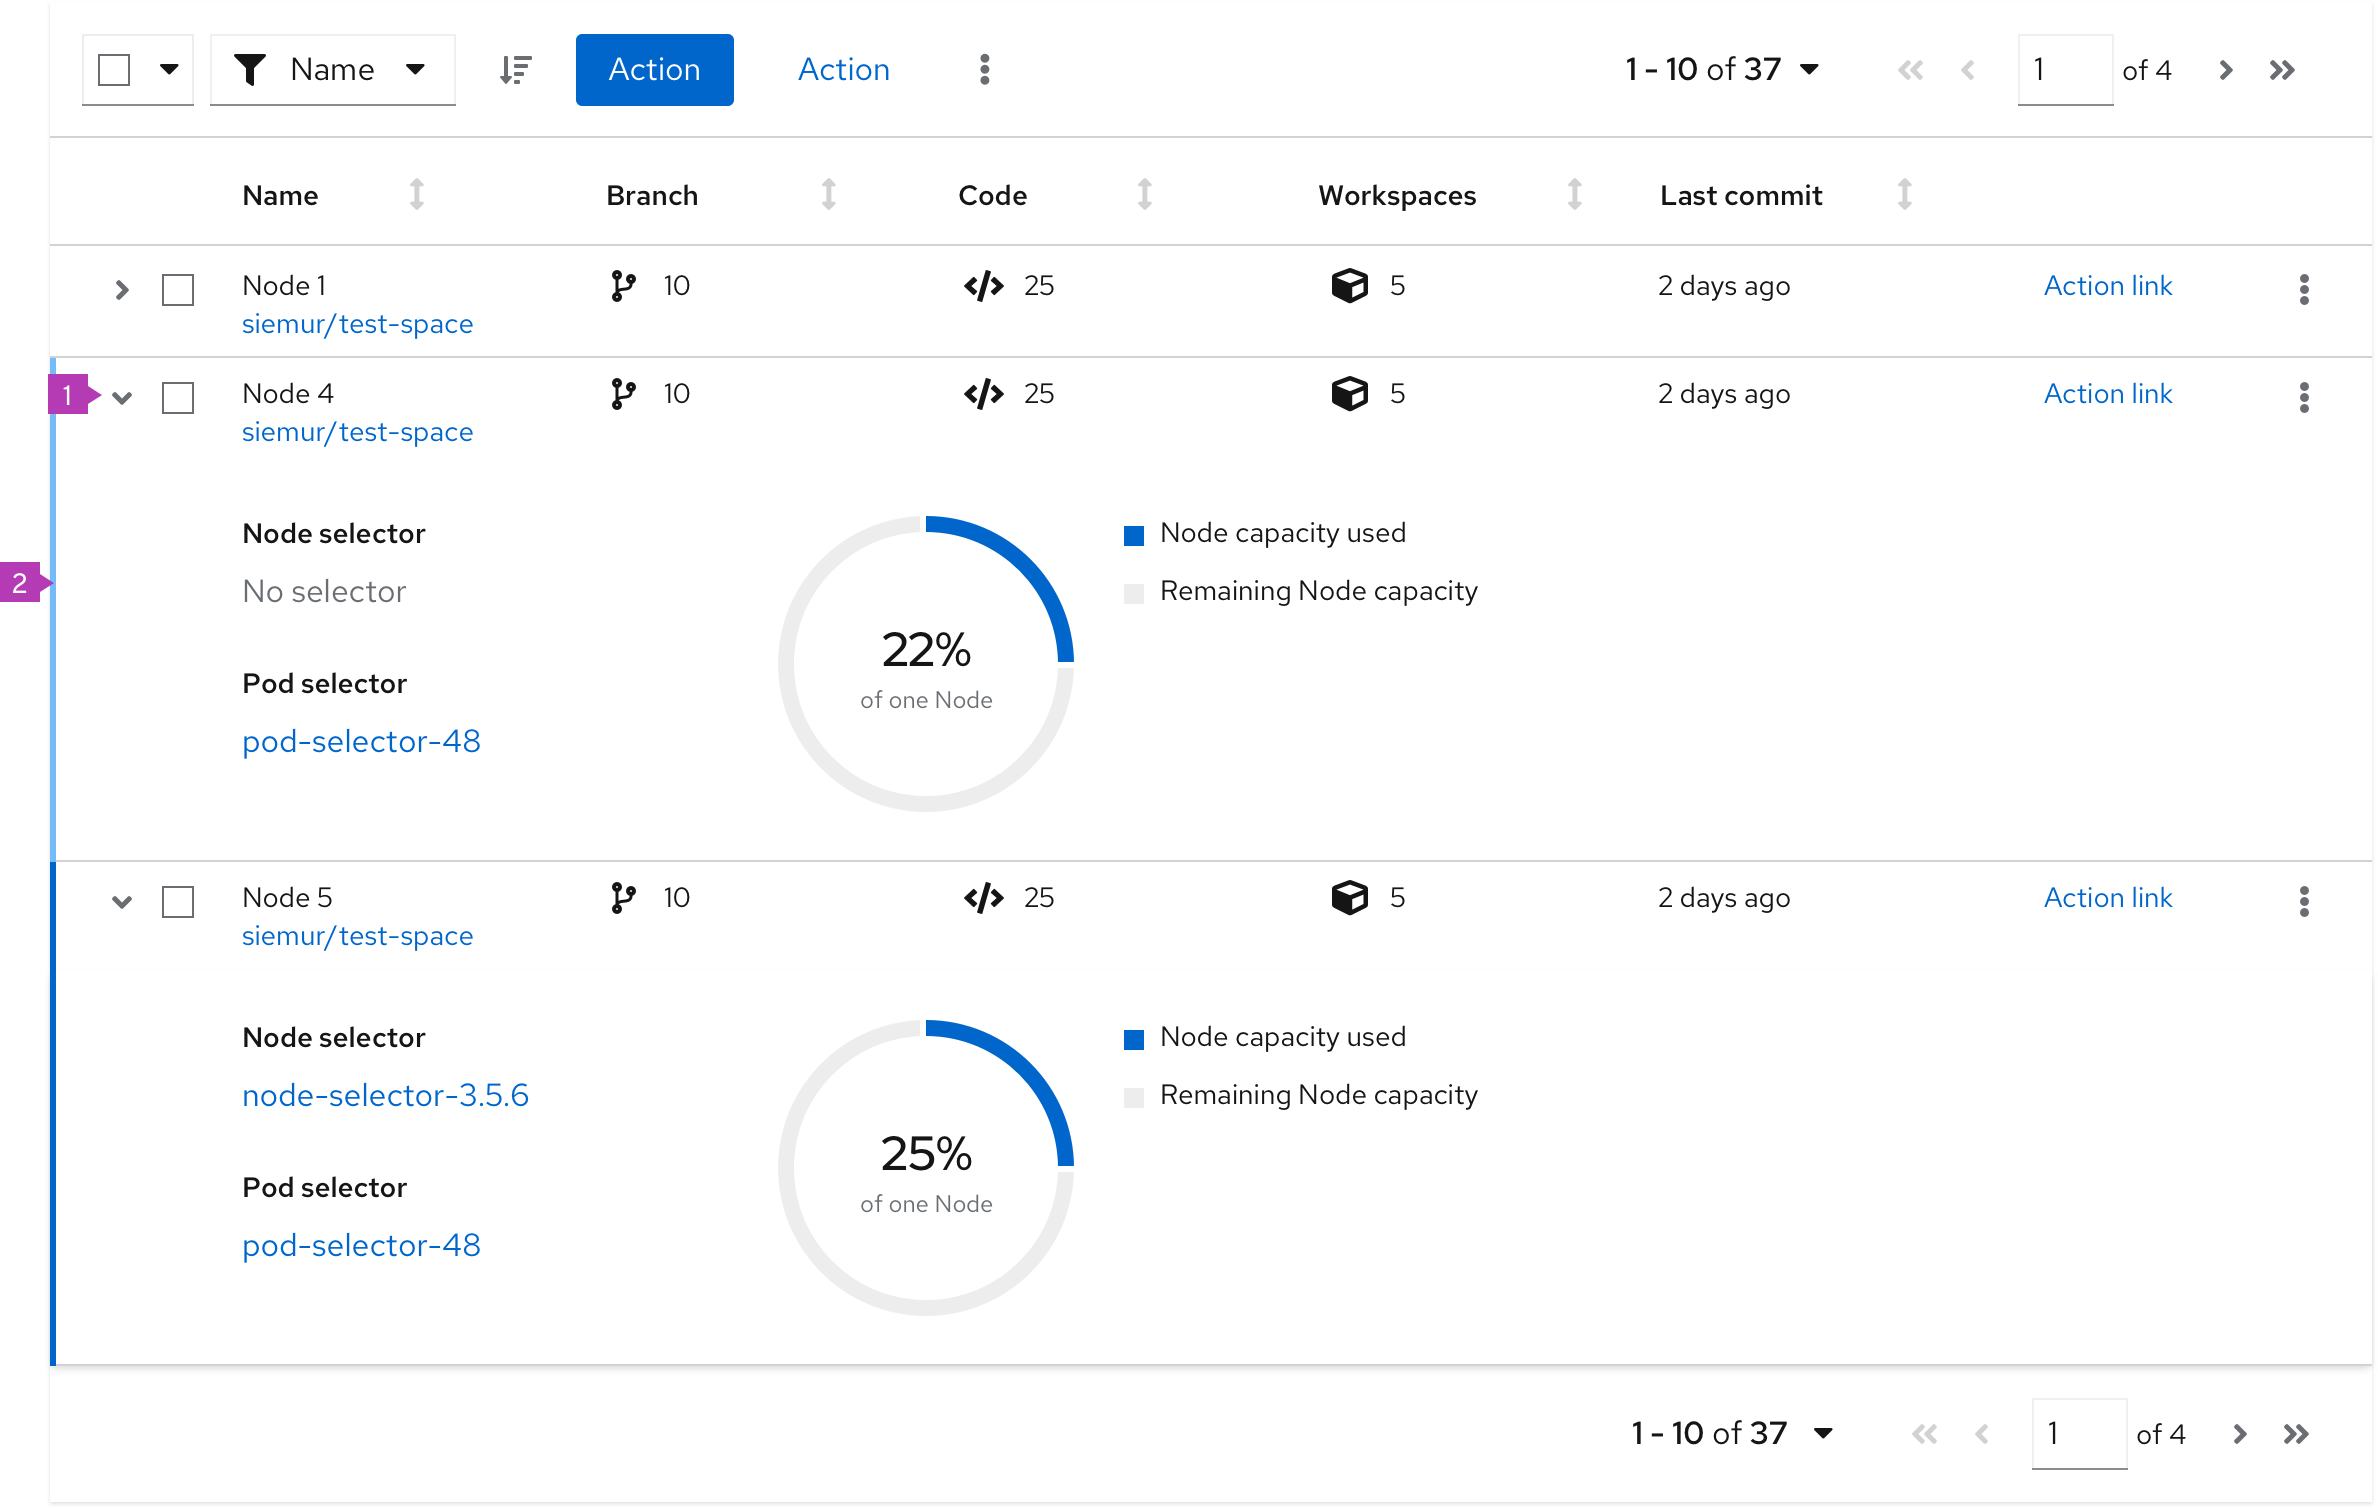 Name Action Action 1 - 10 of 37 1 of 4
Name Branch Code Workspaces Last commit
Node 1 10 25 5 2 days ago Action link
siemur/test-space
1 Node 4 10 25 5 2 days ago Action link
siemur/test-space
Node selector Node capacity used
2 No selector Remaining Node capacity
22%
Pod selector of one Node
pod-selector-48
Node 5 10 25 5 2 days ago Action link
siemur/test-space
Node selector Node capacity used
node-selector-3.5.6 Remaining Node capacity
25%
Pod selector of one Node
pod-selector-48
1 - 10 of 37 1 of 4